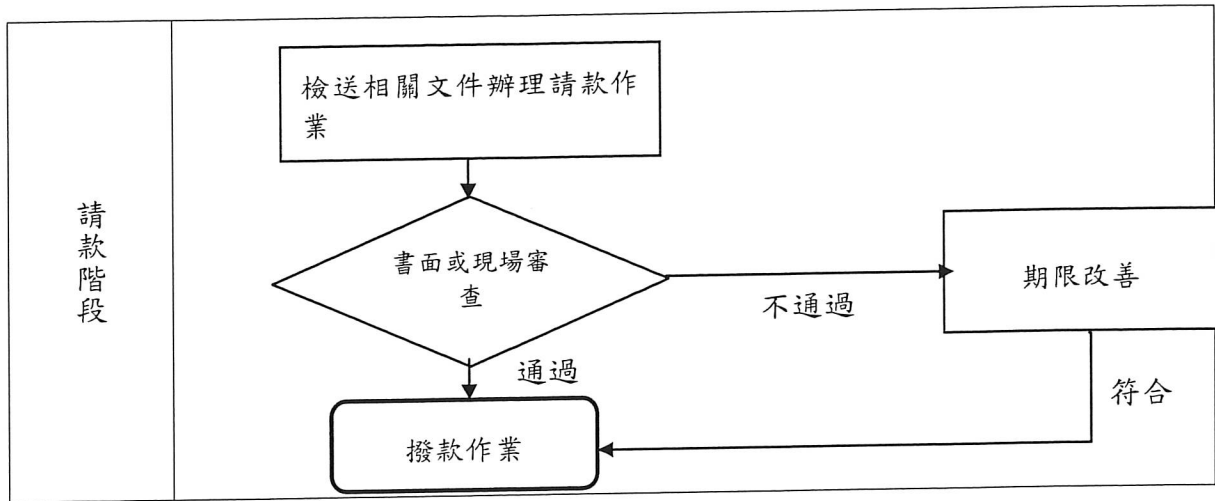 請款階段
檢送相關文件辦理請款作
業
書面或現場審
查
不通過
期限改善
通過
符合
撥款作業